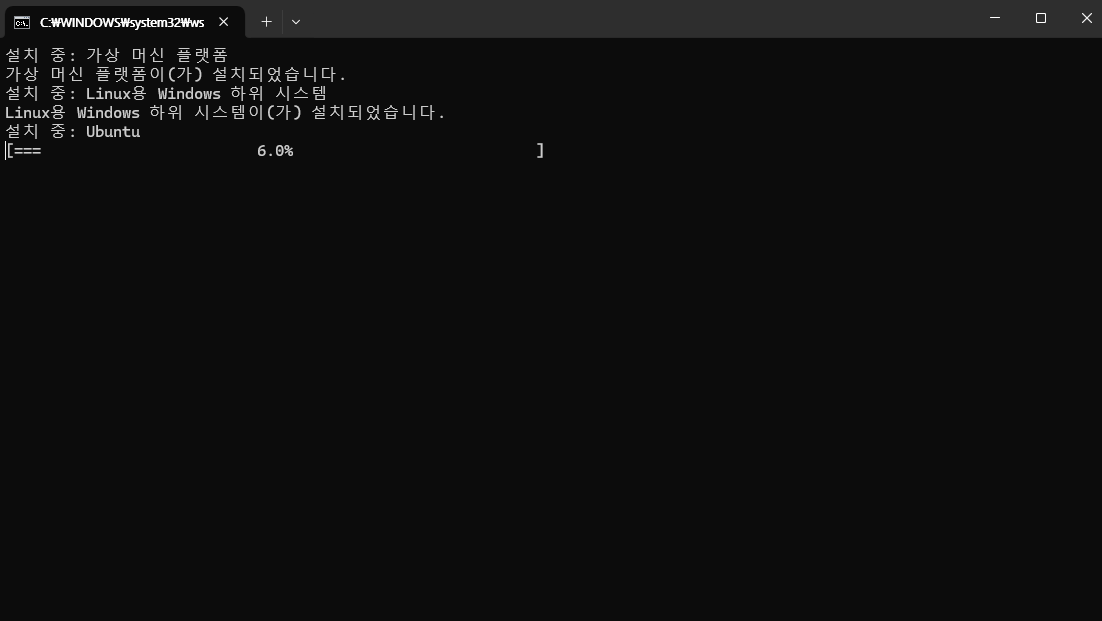 C:₩WINDOWS₩system32₩ws
설치 중: 가상 머신 플랫폼
가상 머신 플랫폼이(가) 설치되었습니다.
설치 중: Linux용 Windows 하위 시스템
Linux용 Windows 하위 시스템이(가) 설치되었습니다.
설치 중: Ubuntu
[=== 6.0% ]